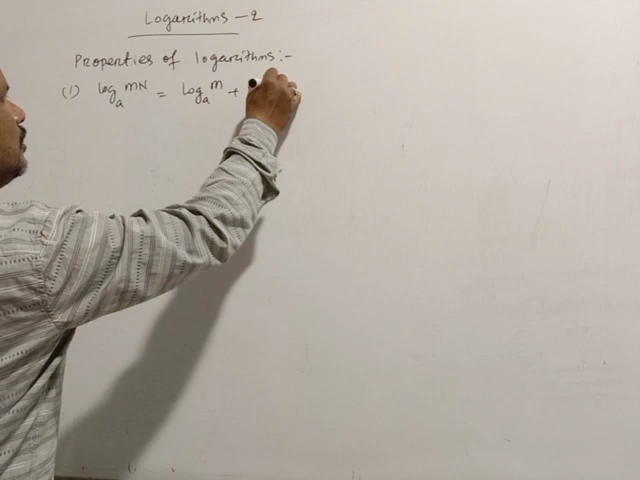 Logarithms - 2
Properties of logarithms:-
(1) log_a MN = log_a M +